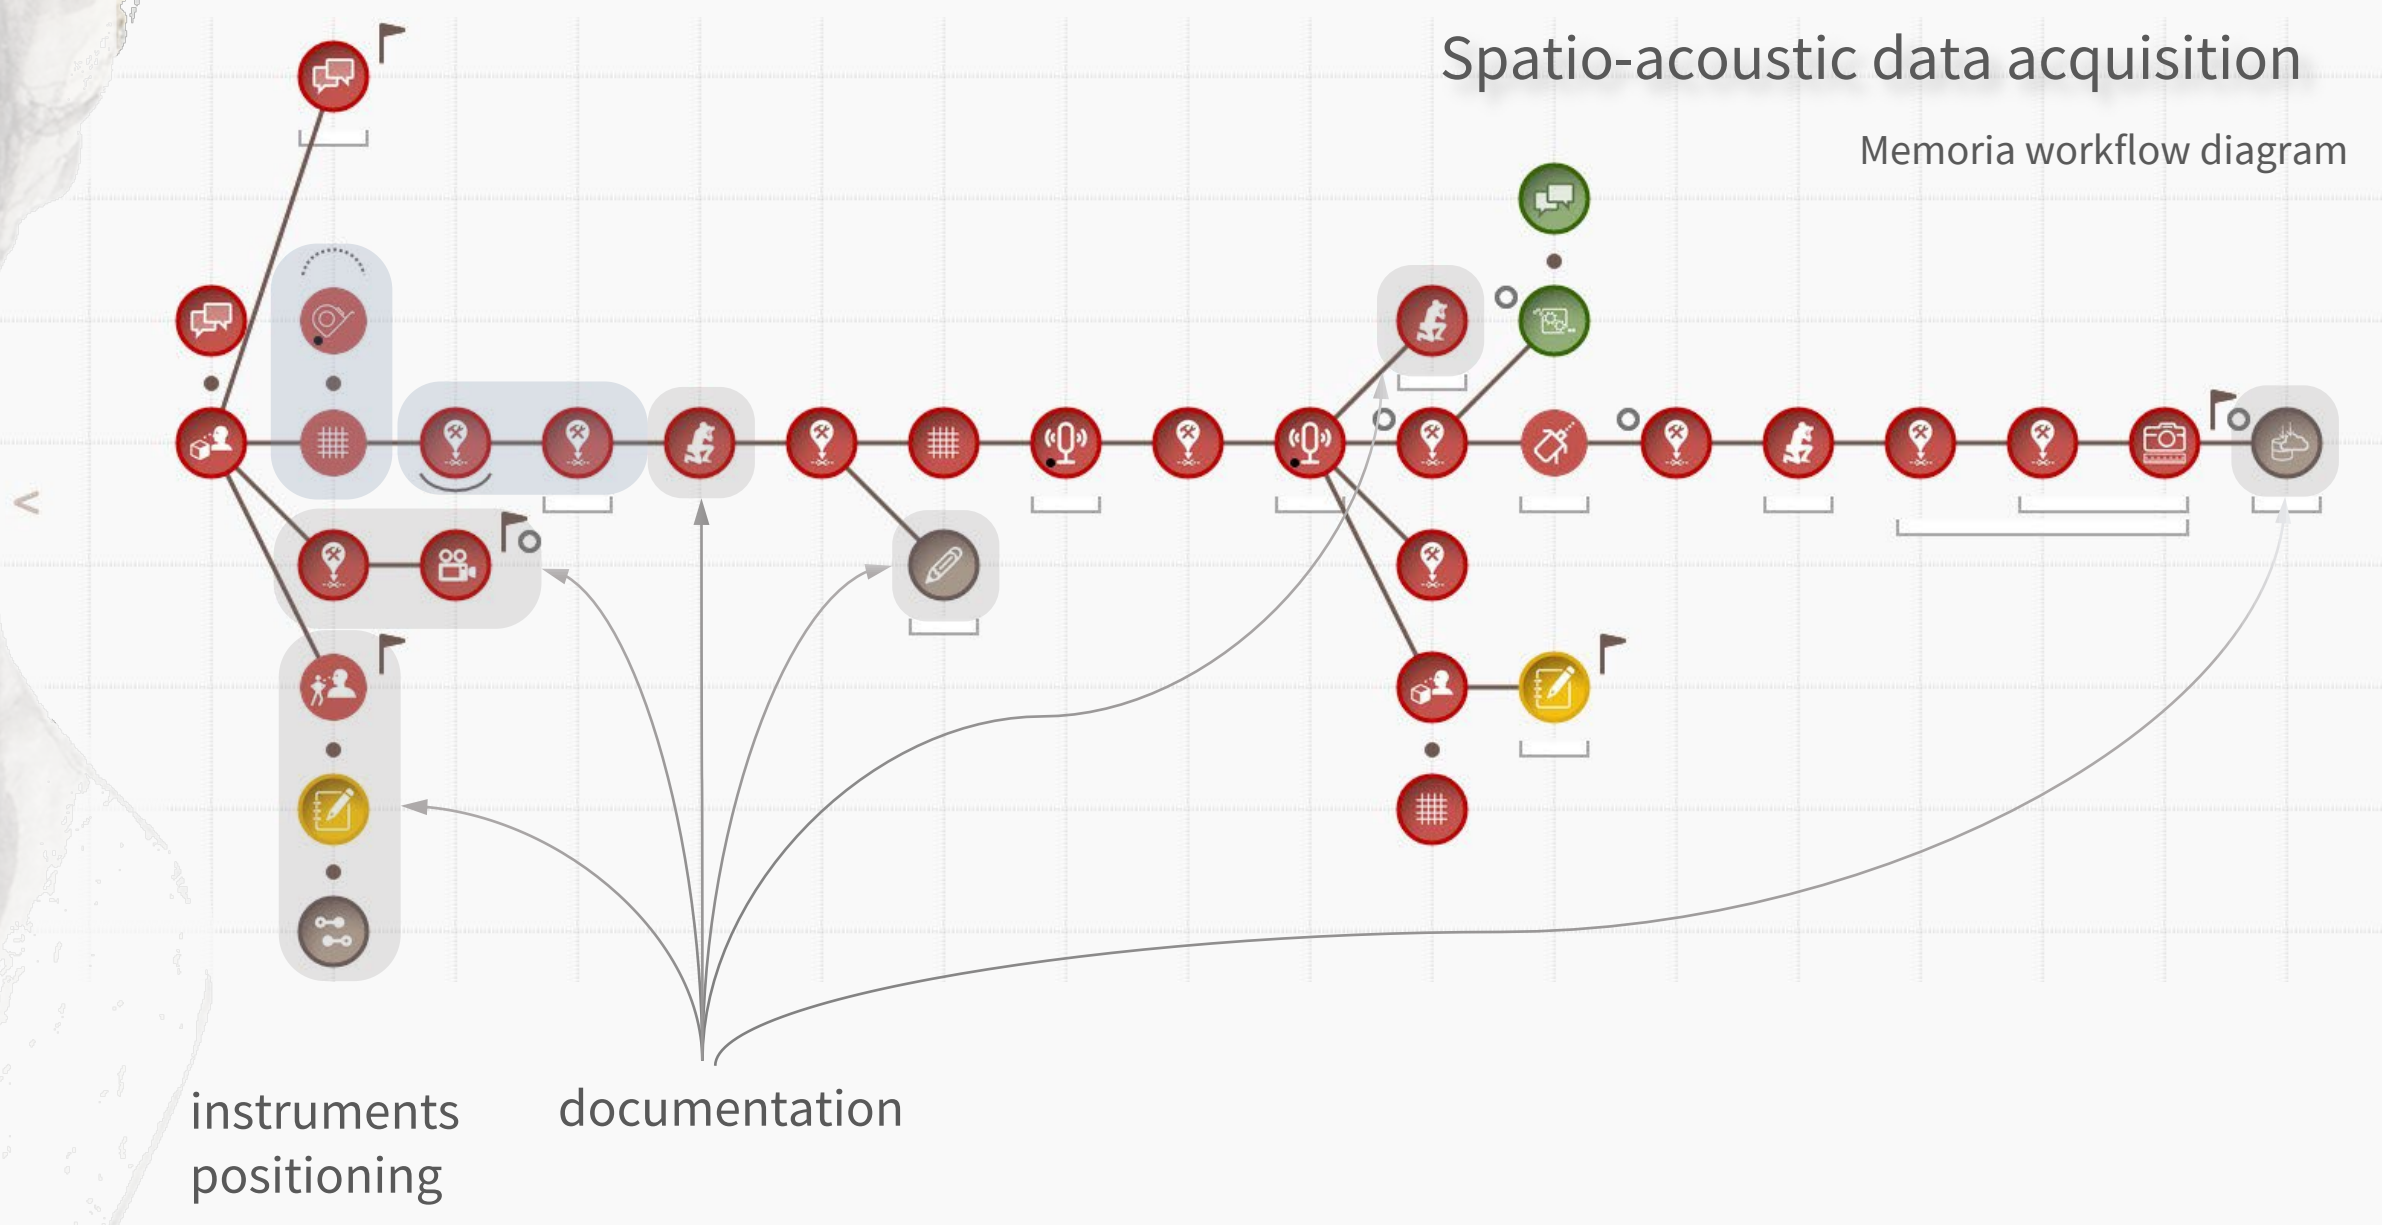 Spatio-acoustic data acquisition
Memoria workflow diagram
<
instruments
positioning
documentation